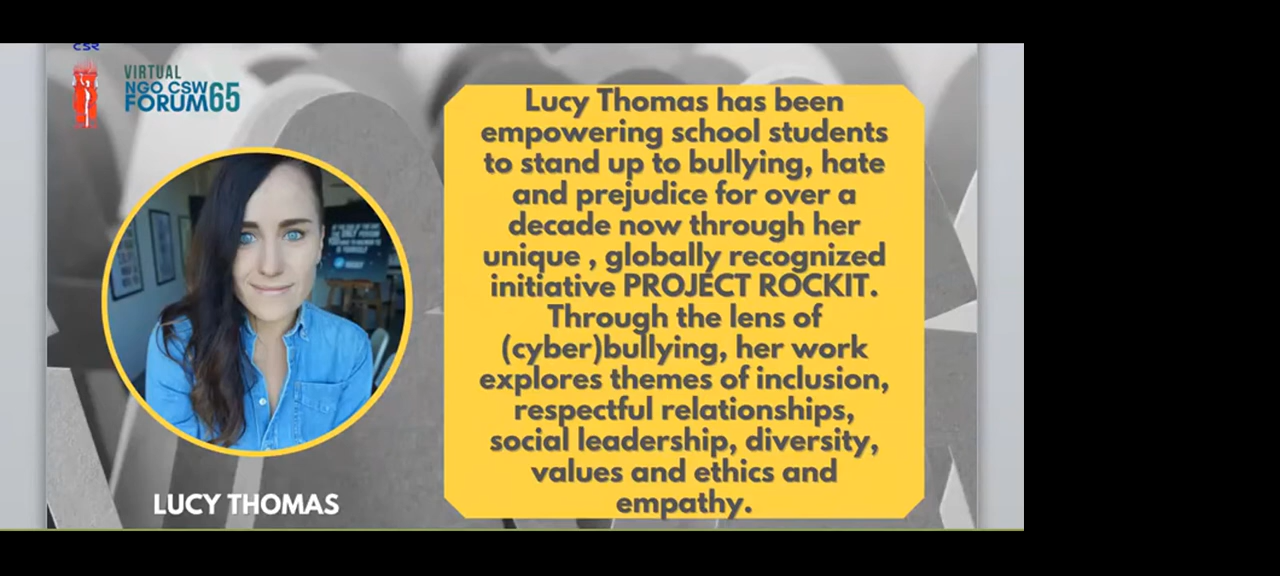 CSR
VIRTUAL
NGO CSW
FORUM65
Lucy Thomas has been
empowering school students
to stand up to bullying, hate
and prejudice for over a
decade now through her
unique , globally recognized
initiative PROJECT ROCKIT.
Through the lens of
(cyber)bullying, her work
explores themes of inclusion,
respectful relationships,
social leadership, diversity,
values and ethics and
empathy.
LUCY THOMAS